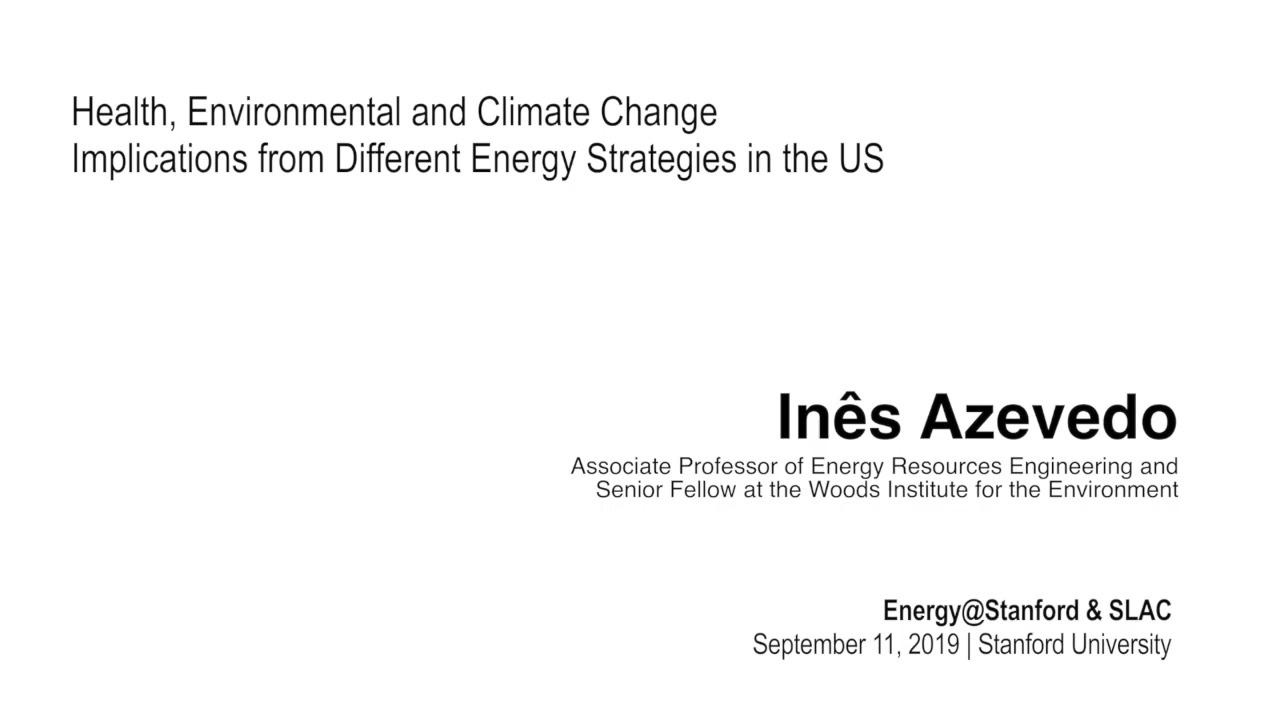 Health, Environmental and Climate Change
Implications from Different Energy Strategies in the US
Inês Azevedo
Associate Professor of Energy Resources Engineering and
Senior Fellow at the Woods Institute for the Environment
Energy@Stanford & SLAC
September 11, 2019 | Stanford University